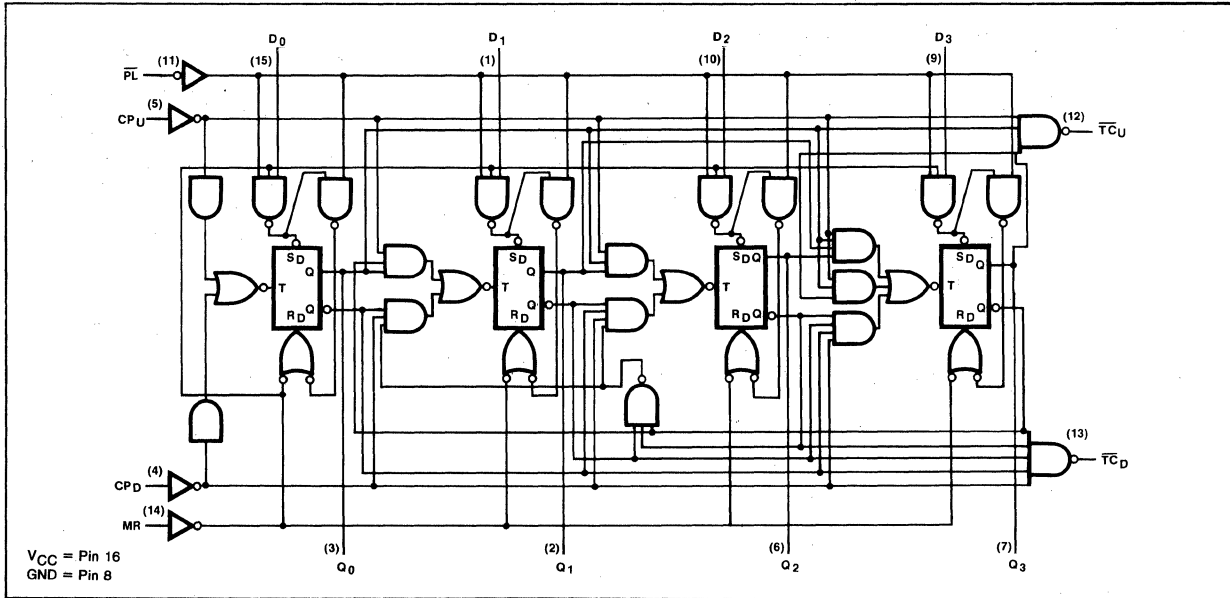 D0
D1
D2
D3
PL (11)
(15)
(1)
(10)
(9)
CPU (5)
(12) TCU
SD Q
T
RD Q
SD Q
T
RD Q
SD Q
T
RD Q
SD Q
T
RD Q
(13) TCD
CPD (4)
MR (14)
(3)
Q0
(2)
Q1
(6)
Q2
(7)
Q3
VCC = Pin 16
GND = Pin 8